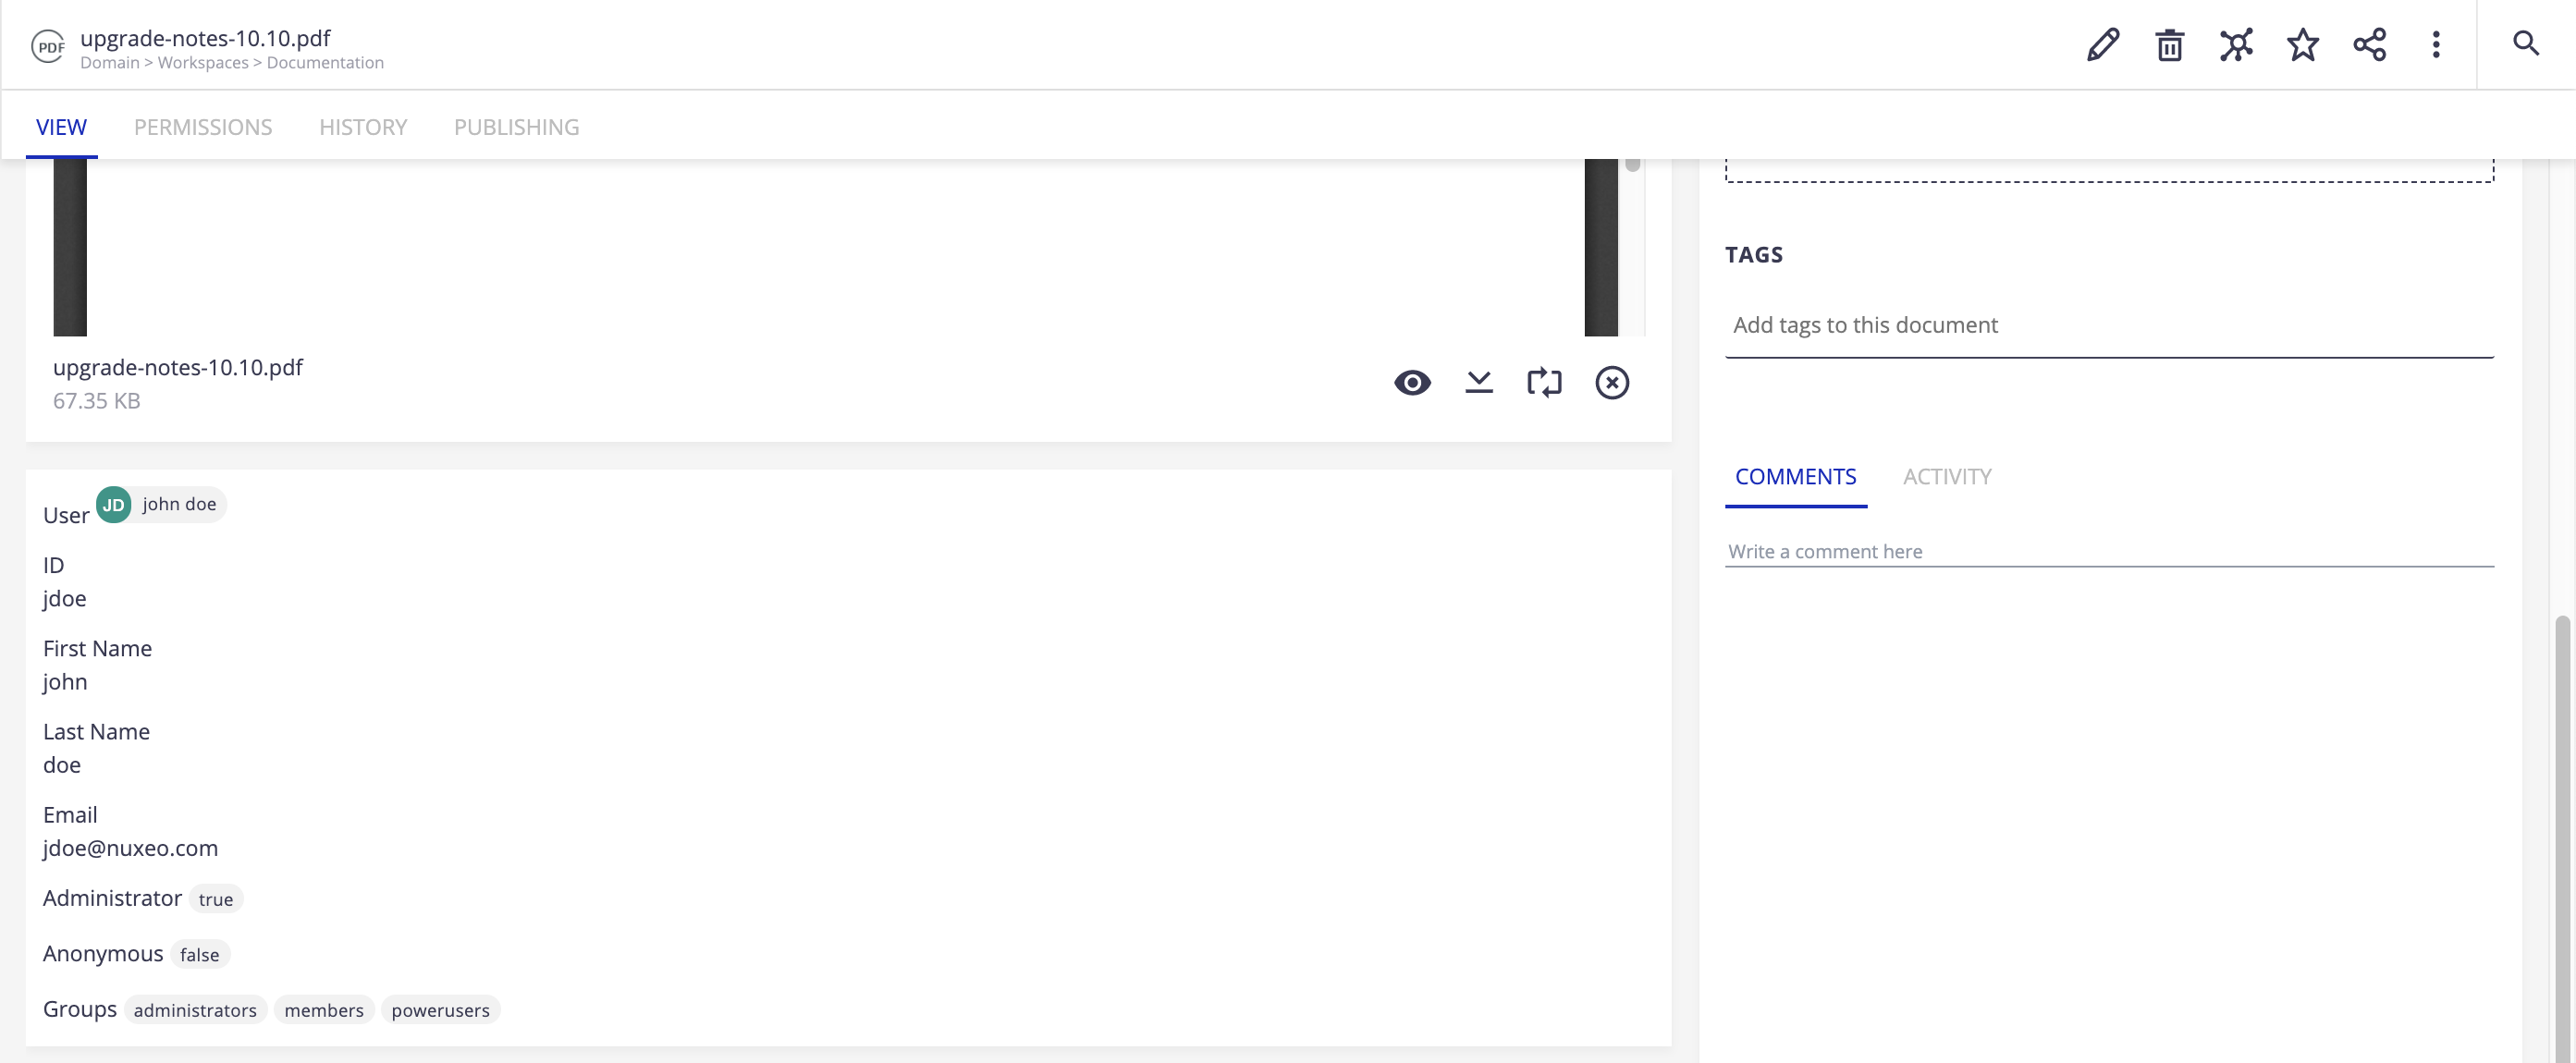 PDF
upgrade-notes-10.10.pdf
Domain > Workspaces > Documentation
VIEW PERMISSIONS HISTORY PUBLISHING
upgrade-notes-10.10.pdf
67.35 KB
User JD john doe
ID
jdoe
First Name
john
Last Name
doe
Email
jdoe@nuxeo.com
Administrator true
Anonymous false
Groups administrators members powerusers
TAGS
Add tags to this document
COMMENTS ACTIVITY
Write a comment here